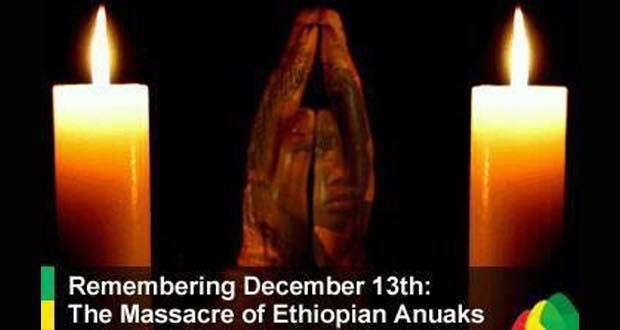 Remembering December 13th:
The Massacre of Ethiopian Anuaks